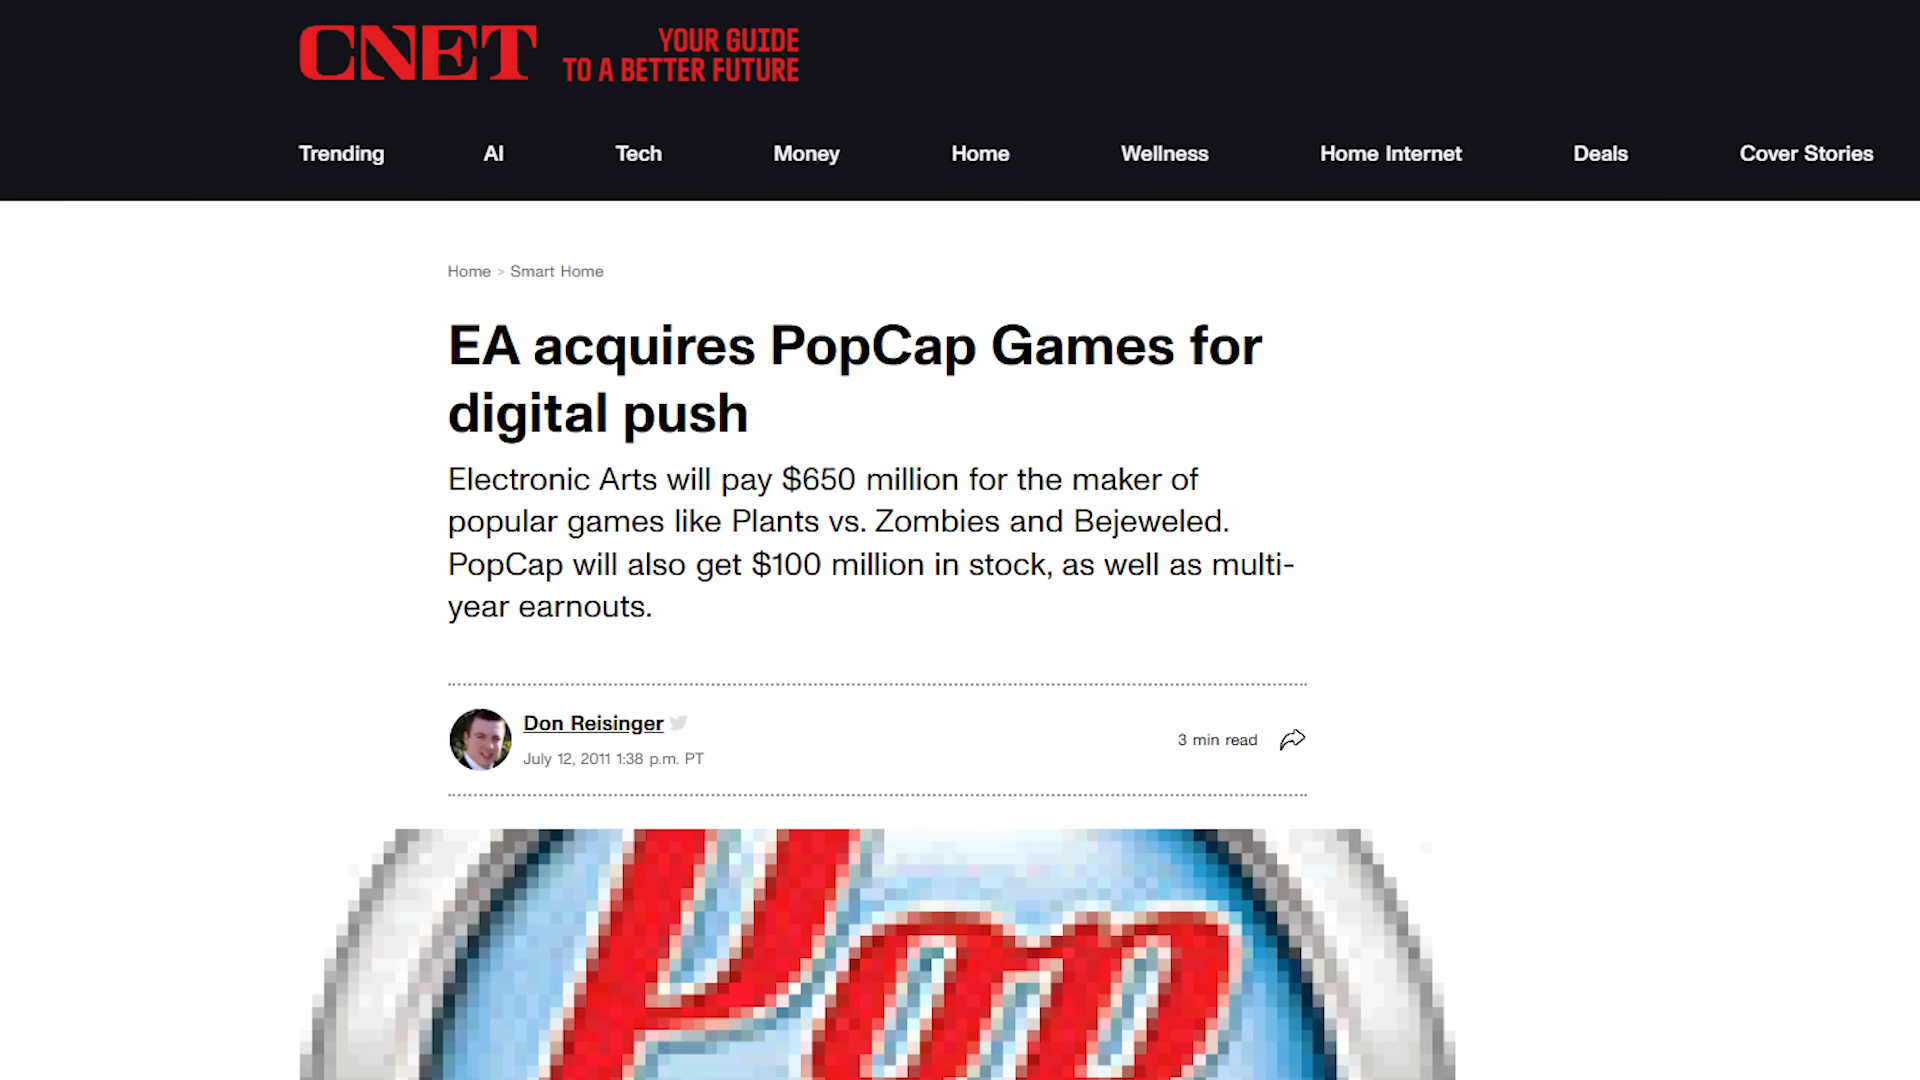 CNET
YOUR GUIDE
TO A BETTER FUTURE
Trending AI Tech Money Home Wellness Home Internet Deals Cover Stories
Home > Smart Home
EA acquires PopCap Games for
digital push
Electronic Arts will pay $650 million for the maker of
popular games like Plants vs. Zombies and Bejeweled.
PopCap will also get $100 million in stock, as well as multi-
year earnouts.
Don Reisinger
July 12, 2011 1:38 p.m. PT
3 min read
Pop